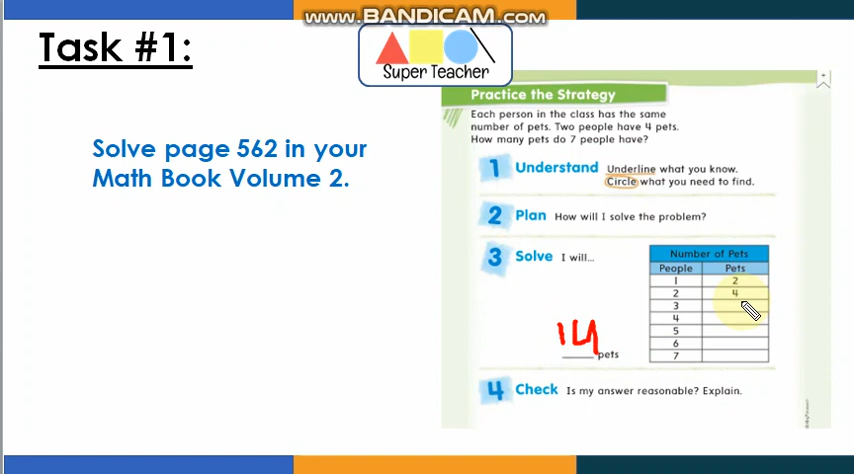 www.BANDICAM.com
Task #1:
Super Teacher
Solve page 562 in your
Math Book Volume 2.
Practice the Strategy
Each person in the class has the same
number of pets. Two people have 4 pets.
How many pets do 7 people have?
1 Understand Underline what you know.
Circle what you need to find.
2 Plan How will I solve the problem?
3 Solve I will...
Number of Pets
People Pets
1 2
2 4
3
4
5
6
7
14
____ pets
4 Check Is my answer reasonable? Explain.